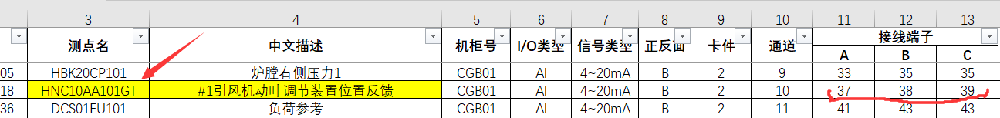 3 4 5 6 7 8 9 10 11 12 13
测点名 中文描述 机柜号 I/O类型 信号类型 正反面 卡件 通道 接线端子
A B C
05 HBK20CP101 炉膛右侧压力1 CGB01 AI 4~20mA B 2 9 33 35 35
18 HNC10AA101GT #1引风机动叶调节装置位置反馈 CGB01 AI 4~20mA B 2 10 37 38 39
36 DCS01FU101 负荷参考 CGB01 AI 4~20mA B 2 11 41 43 43